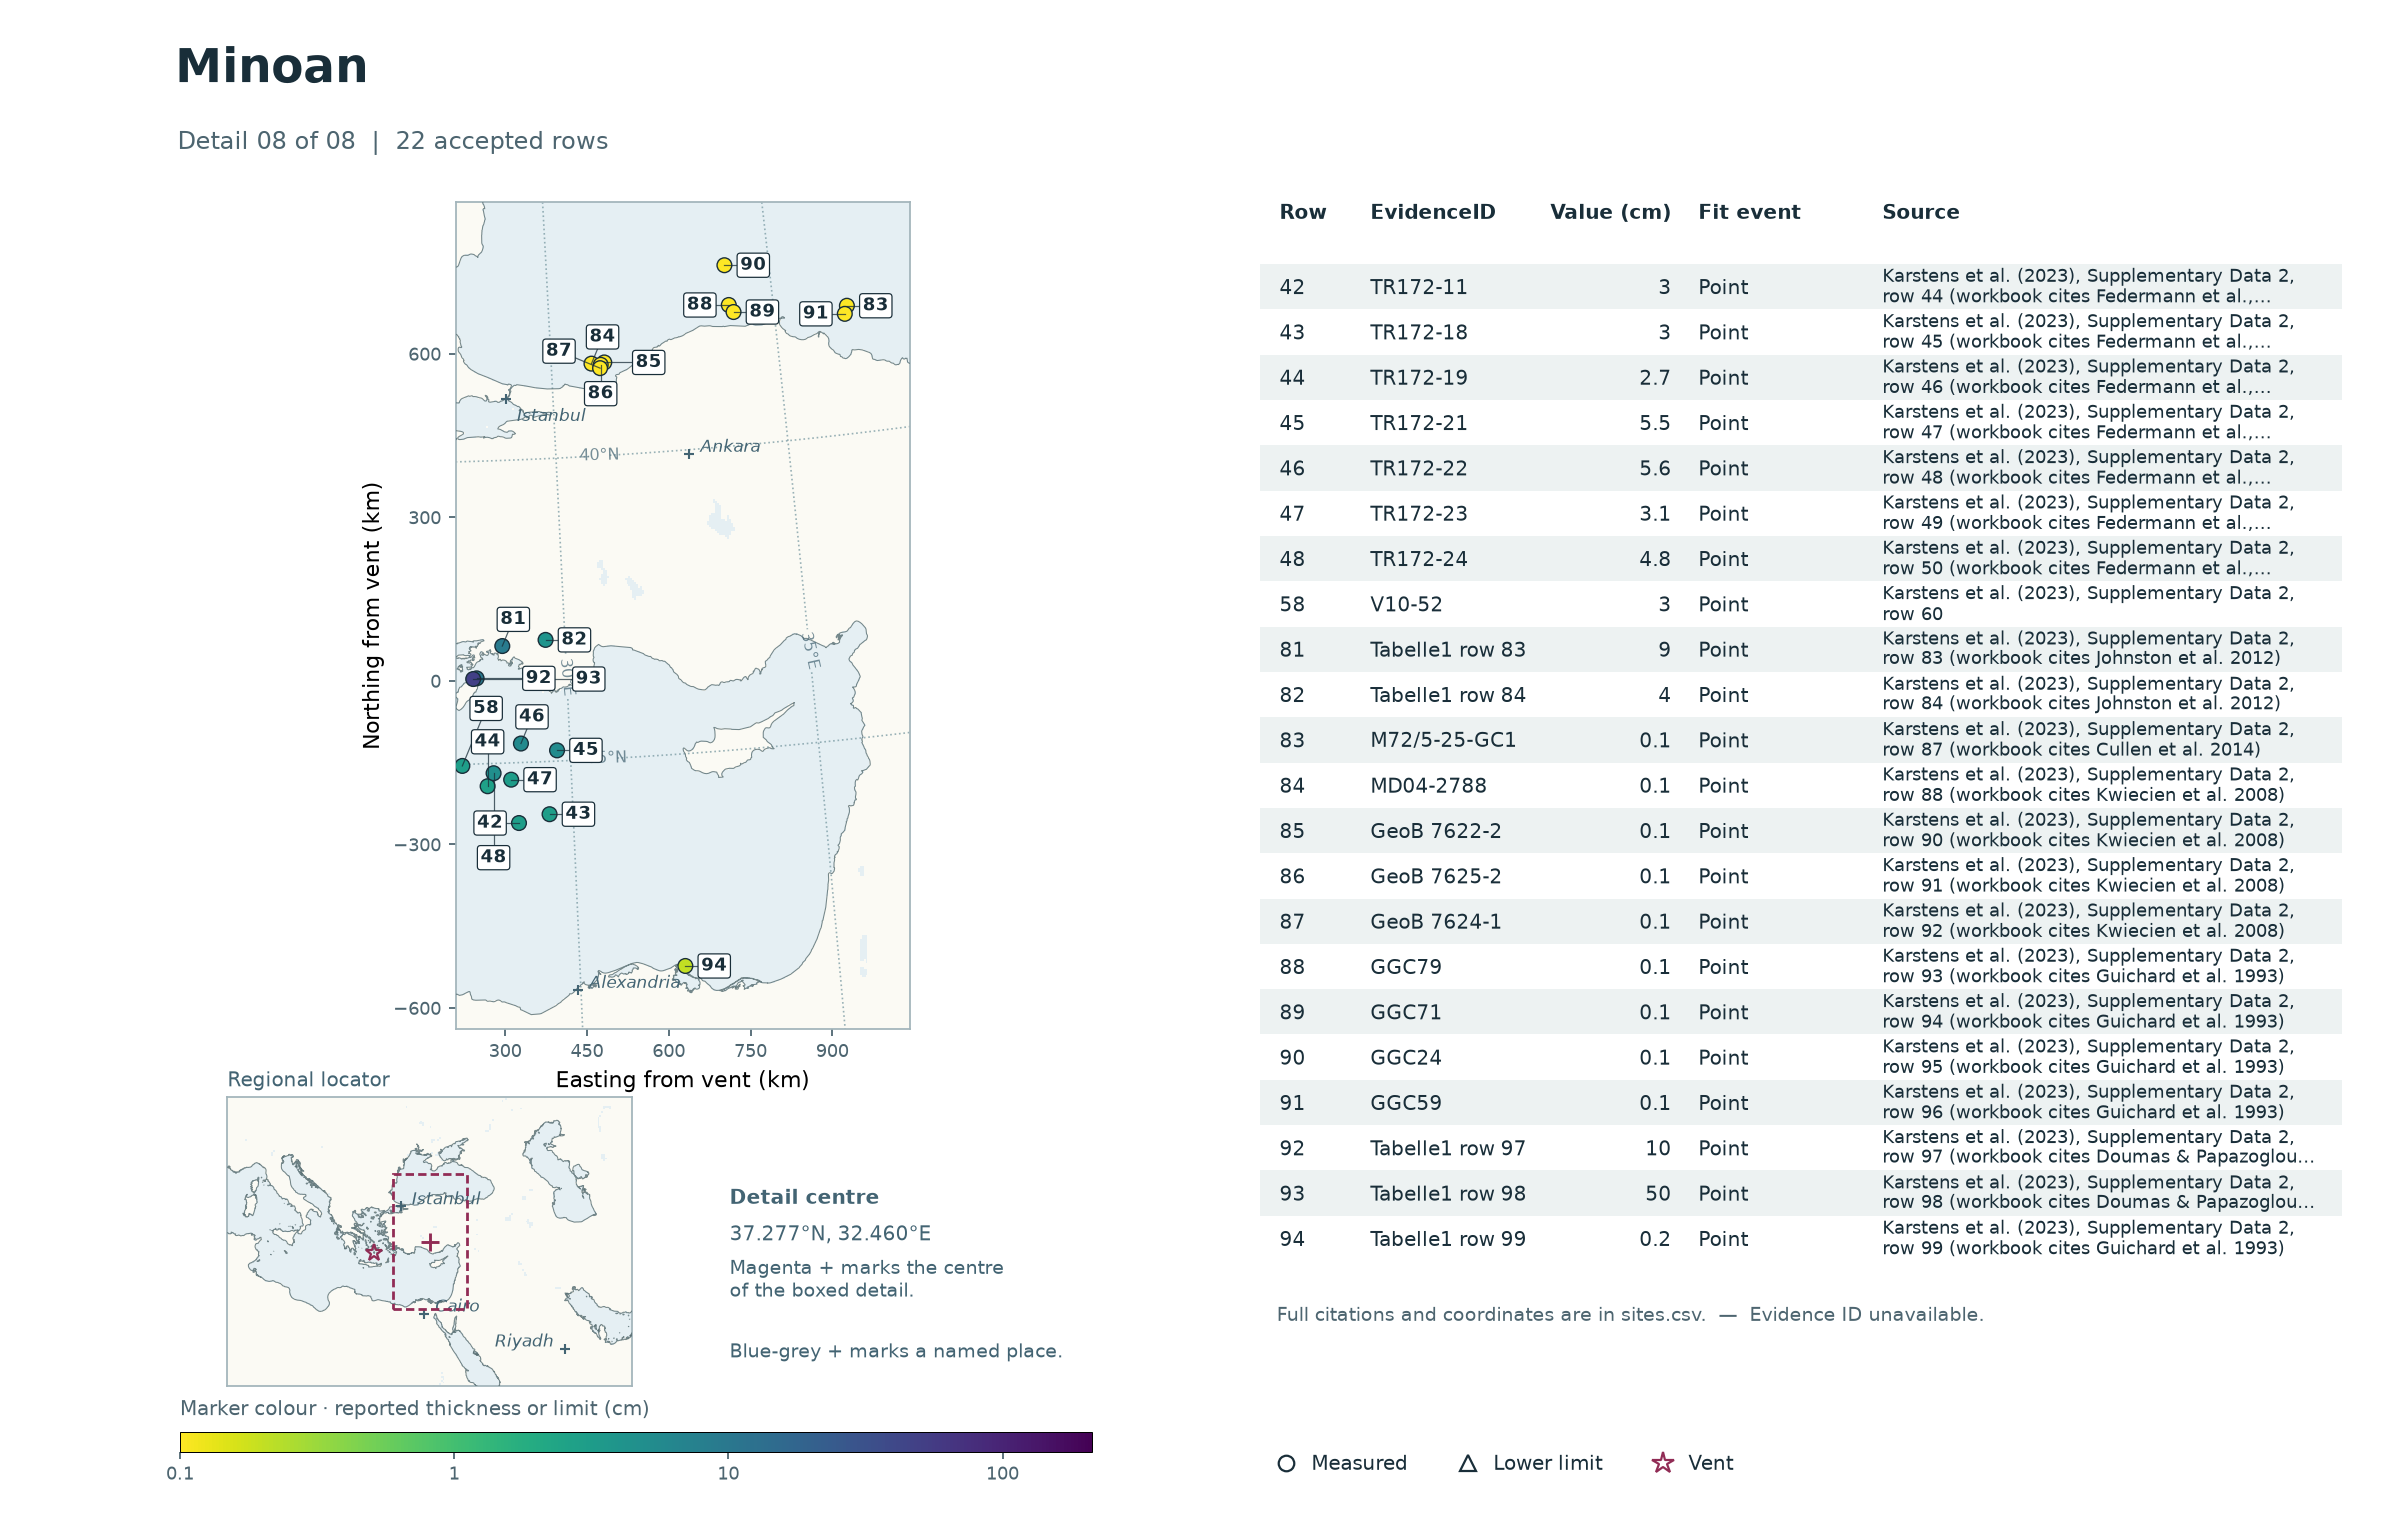 Minoan
Detail 08 of 08 | 22 accepted rows
Northing from vent (km)
600
300
0
−300
−600
90
88
89
91
83
84
87
85
86
Istanbul
Ankara
40°N
81
82
30°E
35°E
92
93
58
46
44
45
5°N
47
42
43
48
94
Alexandria
300
450
600
750
900
Easting from vent (km)
Regional locator
Istanbul
Cairo
Riyadh
Detail centre
37.277°N, 32.460°E
Magenta + marks the centre
of the boxed detail.
Blue-grey + marks a named place.
Marker colour · reported thickness or limit (cm)
0.1
1
10
100
Row EvidenceID Value (cm) Fit event Source
42 TR172-11 3 Point Karstens et al. (2023), Supplementary Data 2,
row 44 (workbook cites Federmann et al.,…
43 TR172-18 3 Point Karstens et al. (2023), Supplementary Data 2,
row 45 (workbook cites Federmann et al.,…
44 TR172-19 2.7 Point Karstens et al. (2023), Supplementary Data 2,
row 46 (workbook cites Federmann et al.,…
45 TR172-21 5.5 Point Karstens et al. (2023), Supplementary Data 2,
row 47 (workbook cites Federmann et al.,…
46 TR172-22 5.6 Point Karstens et al. (2023), Supplementary Data 2,
row 48 (workbook cites Federmann et al.,…
47 TR172-23 3.1 Point Karstens et al. (2023), Supplementary Data 2,
row 49 (workbook cites Federmann et al.,…
48 TR172-24 4.8 Point Karstens et al. (2023), Supplementary Data 2,
row 50 (workbook cites Federmann et al.,…
58 V10-52 3 Point Karstens et al. (2023), Supplementary Data 2,
row 60
81 Tabelle1 row 83 9 Point Karstens et al. (2023), Supplementary Data 2,
row 83 (workbook cites Johnston et al. 2012)
82 Tabelle1 row 84 4 Point Karstens et al. (2023), Supplementary Data 2,
row 84 (workbook cites Johnston et al. 2012)
83 M72/5-25-GC1 0.1 Point Karstens et al. (2023), Supplementary Data 2,
row 87 (workbook cites Cullen et al. 2014)
84 MD04-2788 0.1 Point Karstens et al. (2023), Supplementary Data 2,
row 88 (workbook cites Kwiecien et al. 2008)
85 GeoB 7622-2 0.1 Point Karstens et al. (2023), Supplementary Data 2,
row 90 (workbook cites Kwiecien et al. 2008)
86 GeoB 7625-2 0.1 Point Karstens et al. (2023), Supplementary Data 2,
row 91 (workbook cites Kwiecien et al. 2008)
87 GeoB 7624-1 0.1 Point Karstens et al. (2023), Supplementary Data 2,
row 92 (workbook cites Kwiecien et al. 2008)
88 GGC79 0.1 Point Karstens et al. (2023), Supplementary Data 2,
row 93 (workbook cites Guichard et al. 1993)
89 GGC71 0.1 Point Karstens et al. (2023), Supplementary Data 2,
row 94 (workbook cites Guichard et al. 1993)
90 GGC24 0.1 Point Karstens et al. (2023), Supplementary Data 2,
row 95 (workbook cites Guichard et al. 1993)
91 GGC59 0.1 Point Karstens et al. (2023), Supplementary Data 2,
row 96 (workbook cites Guichard et al. 1993)
92 Tabelle1 row 97 10 Point Karstens et al. (2023), Supplementary Data 2,
row 97 (workbook cites Doumas & Papazoglou…
93 Tabelle1 row 98 50 Point Karstens et al. (2023), Supplementary Data 2,
row 98 (workbook cites Doumas & Papazoglou…
94 Tabelle1 row 99 0.2 Point Karstens et al. (2023), Supplementary Data 2,
row 99 (workbook cites Guichard et al. 1993)
Full citations and coordinates are in sites.csv. — Evidence ID unavailable.
Measured
Lower limit
Vent